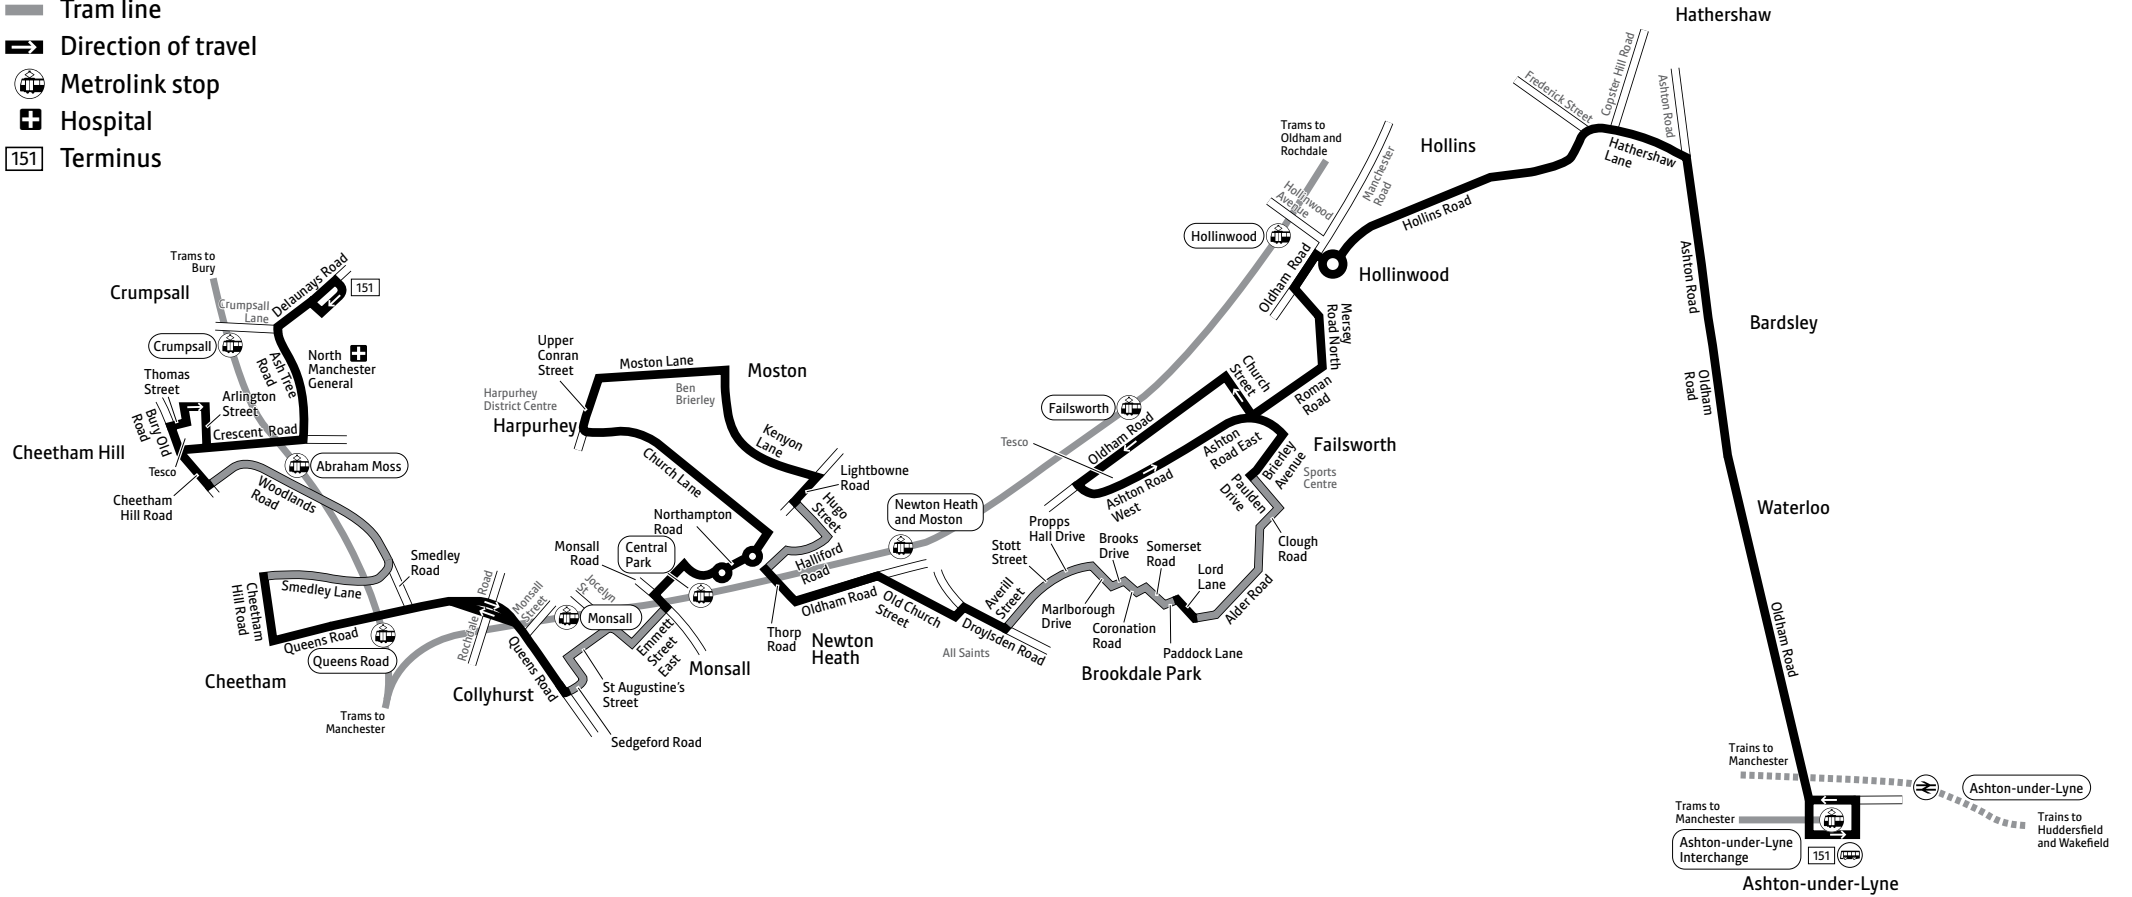 Tram line
Direction of travel
Metrolink stop
Hospital
151 Terminus
Hathershaw
Frederick Street
Copster Hill Road
Ashton Road
Hathershaw
Lane
Trams to
Oldham and
Rochdale
Hollinwood
Avenue
Manchester
Road
Hollins
Hollins Road
Hollinwood
Oldham Road
Hollinwood
Mersey
Road North
Roman
Road
Church
Street
Failsworth
Oldham Road
Tesco
Ashton
Road East
Ashton Road
West
Failsworth
Brierley
Avenue
Sports
Centre
Paulden
Drive
Clough
Road
Alder Road
Lord
Lane
Somerset
Road
Brooks
Drive
Propps
Hall Drive
Stott
Street
Averill
Street
Marlborough
Drive
Coronation
Road
Paddock Lane
Brookdale Park
Droylsden Road
All Saints
Old Church
Street
Oldham Road
Newton Heath
and Moston
Newton
Heath
Thorp
Road
Halliford
Road
Hugo
Street
Lightbowne
Road
Kenyon
Lane
Moston
Moston Lane
Ben
Brierley
Upper
Conran
Street
Harpurhey
District Centre
Harpurhey
Church Lane
Northampton
Road
Central
Park
Monsall
Road
Jocelyn
St
Monsall
Monsall
Street
Emmett
Street
East
Monsall
St Augustine's
Street
Sedgeford Road
Queens Road
Collyhurst
Rochdale Road
Smedley
Road
Queens Road
Queens Road
Trams to
Manchester
Cheetham
Cheetham
Hill Road
Smedley Lane
Woodlands
Road
Abraham Moss
Cheetham
Hill Road
Tesco
Cheetham Hill
Bury Old
Road
Thomas
Street
Arlington
Street
Crescent Road
Ash Tree
Road
North
Manchester
General
Crumpsall
Crumpsall
Lane
Delaunays Road
151
Trams to
Bury
Crumpsall
Ashton Road
Bardsley
Oldham
Road
Waterloo
Oldham Road
Trains to
Manchester
Ashton-under-Lyne
Trams to
Manchester
Trains to
Huddersfield
and Wakefield
Ashton-under-Lyne
Interchange
151
Ashton-under-Lyne